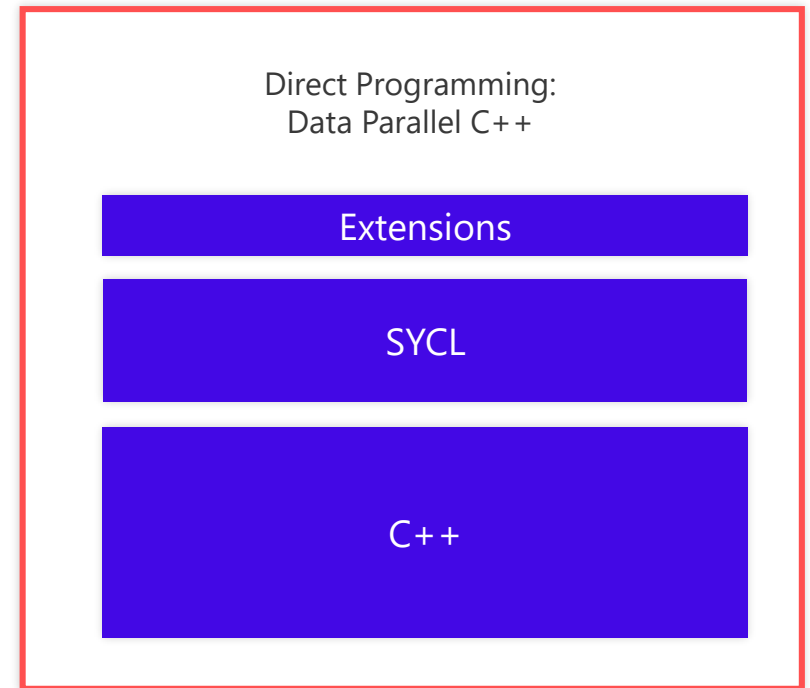 Direct Programming:
Data Parallel C++
Extensions
SYCL
C++